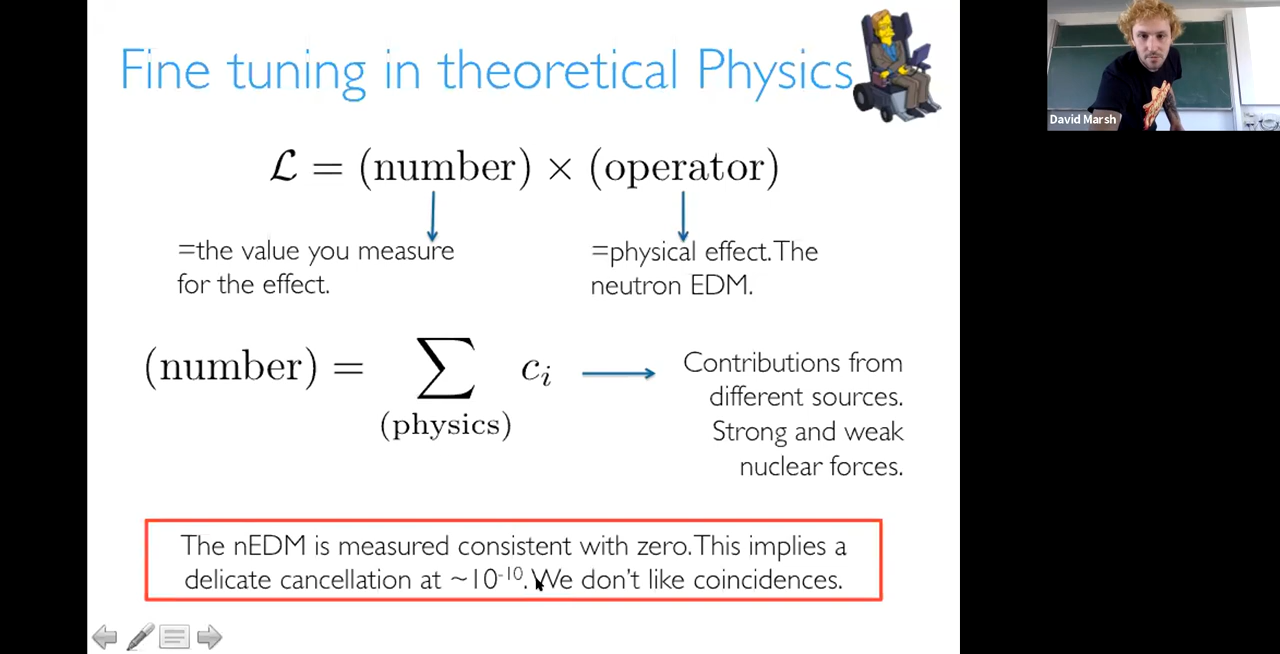 Fine tuning in theoretical Physics
ℒ = (number) × (operator)
=the value you measure
for the effect.
=physical effect. The
neutron EDM.
(number) = ∑ cᵢ
(physics)
Contributions from
different sources.
Strong and weak
nuclear forces.
The nEDM is measured consistent with zero. This implies a
delicate cancellation at ~10⁻¹⁰. We don't like coincidences.
David Marsh